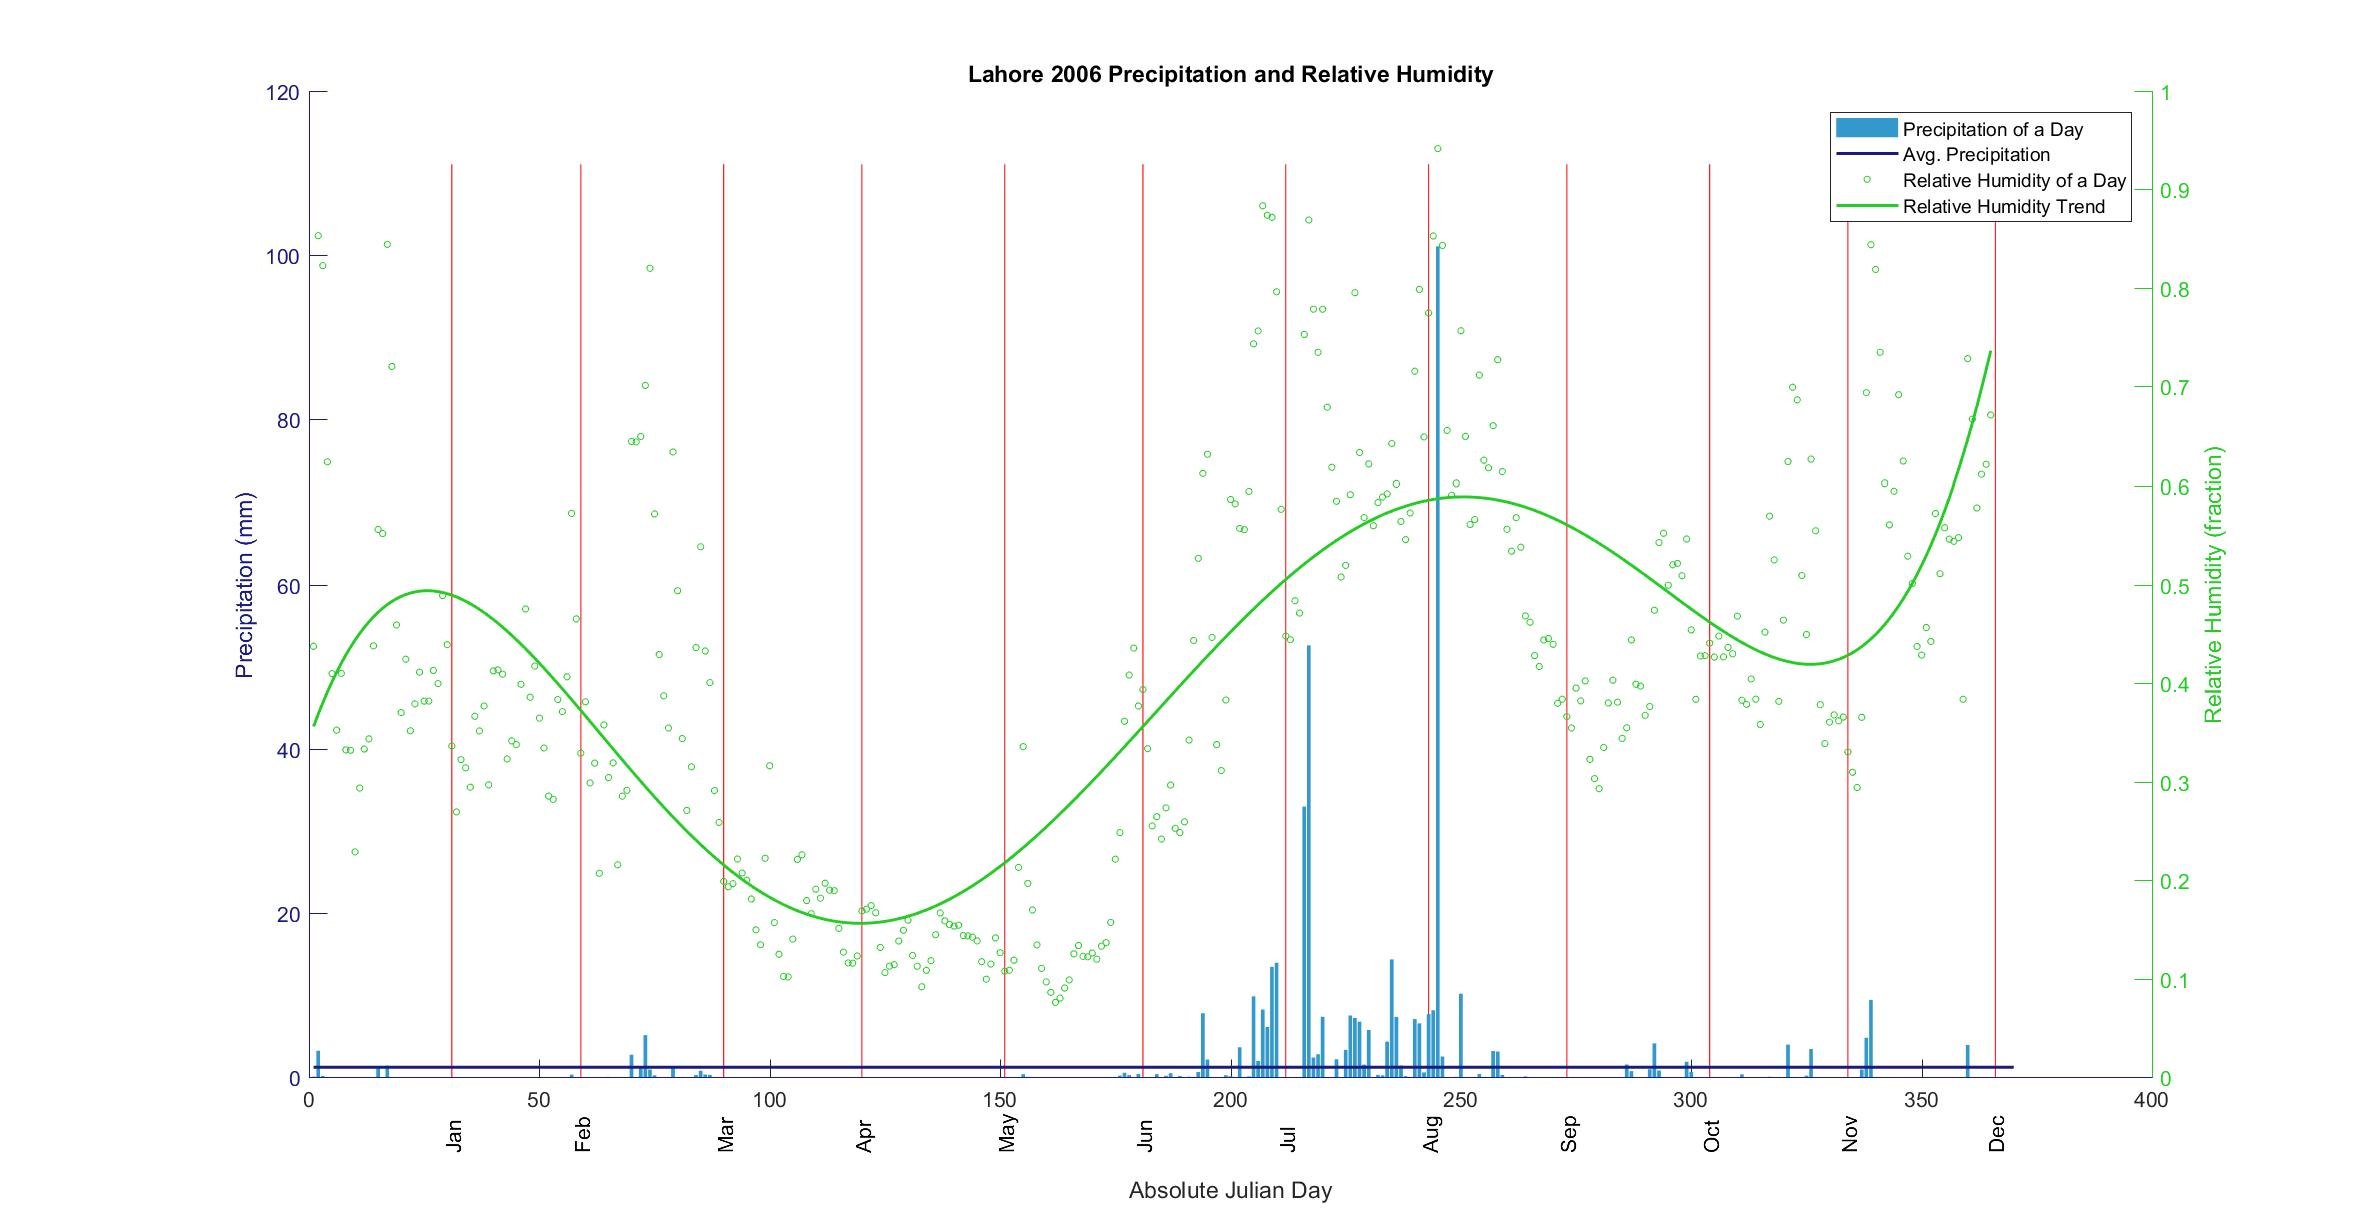 Lahore 2006 Precipitation and Relative Humidity
Precipitation of a Day
Avg. Precipitation
Relative Humidity of a Day
Relative Humidity Trend
Precipitation (mm)
120
100
80
60
40
20
0
Relative Humidity (fraction)
1
0.9
0.8
0.7
0.6
0.5
0.4
0.3
0.2
0.1
0
0 50 100 150 200 250 300 350 400
Jan Feb Mar Apr May Jun Jul Aug Sep Oct Nov Dec
Absolute Julian Day